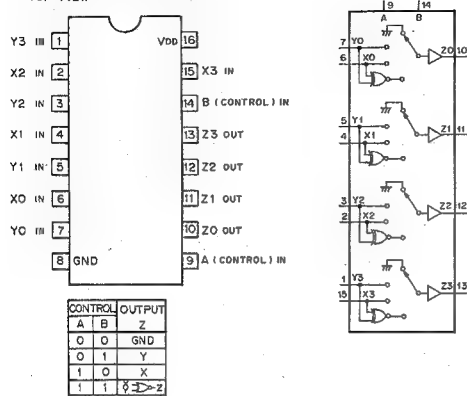 Y3 IN 1
VDD 16
X2 IN 2
15 X3 IN
Y2 IN 3
14 B (CONTROL) IN
X1 IN 4
13 Z3 OUT
Y1 IN 5
12 Z2 OUT
X0 IN 6
11 Z1 OUT
Y0 IN 7
10 Z0 OUT
8 GND
9 A (CONTROL) IN
CONTROL OUTPUT
A B Z
0 0 GND
0 1 Y
1 0 X
1 1
9 14
A B
7 Y0
Z0 10
6 X0
5 Y1
Z1 11
4 X1
3 Y2
Z2 12
2 X2
1 Y3
Z3 13
15 X3